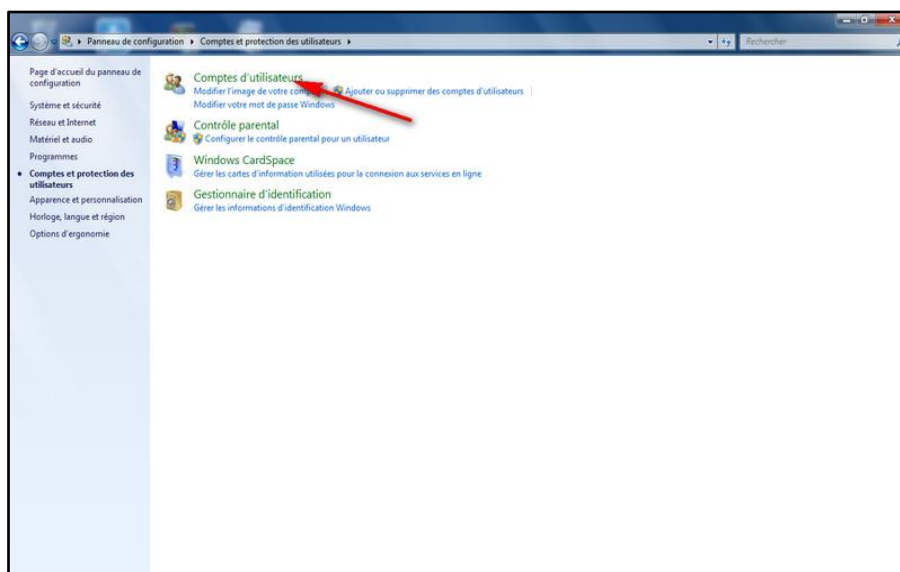 Panneau de configuration ▸ Comptes et protection des utilisateurs ▸
Rechercher
Page d'accueil du panneau de
configuration
Système et sécurité
Réseau et Internet
Matériel et audio
Programmes
Comptes et protection des
utilisateurs
Apparence et personnalisation
Horloge, langue et région
Options d'ergonomie
Comptes d'utilisateurs
Modifier l'image de votre Ajouter ou supprimer des comptes d'utilisateurs
Modifier votre mot de passe Windows
Contrôle parental
Configurer le contrôle parental pour un utilisateur
Windows CardSpace
Gérer les cartes d'information utilisées pour la connexion aux services en ligne
Gestionnaire d'identification
Gérer les informations d'identification Windows